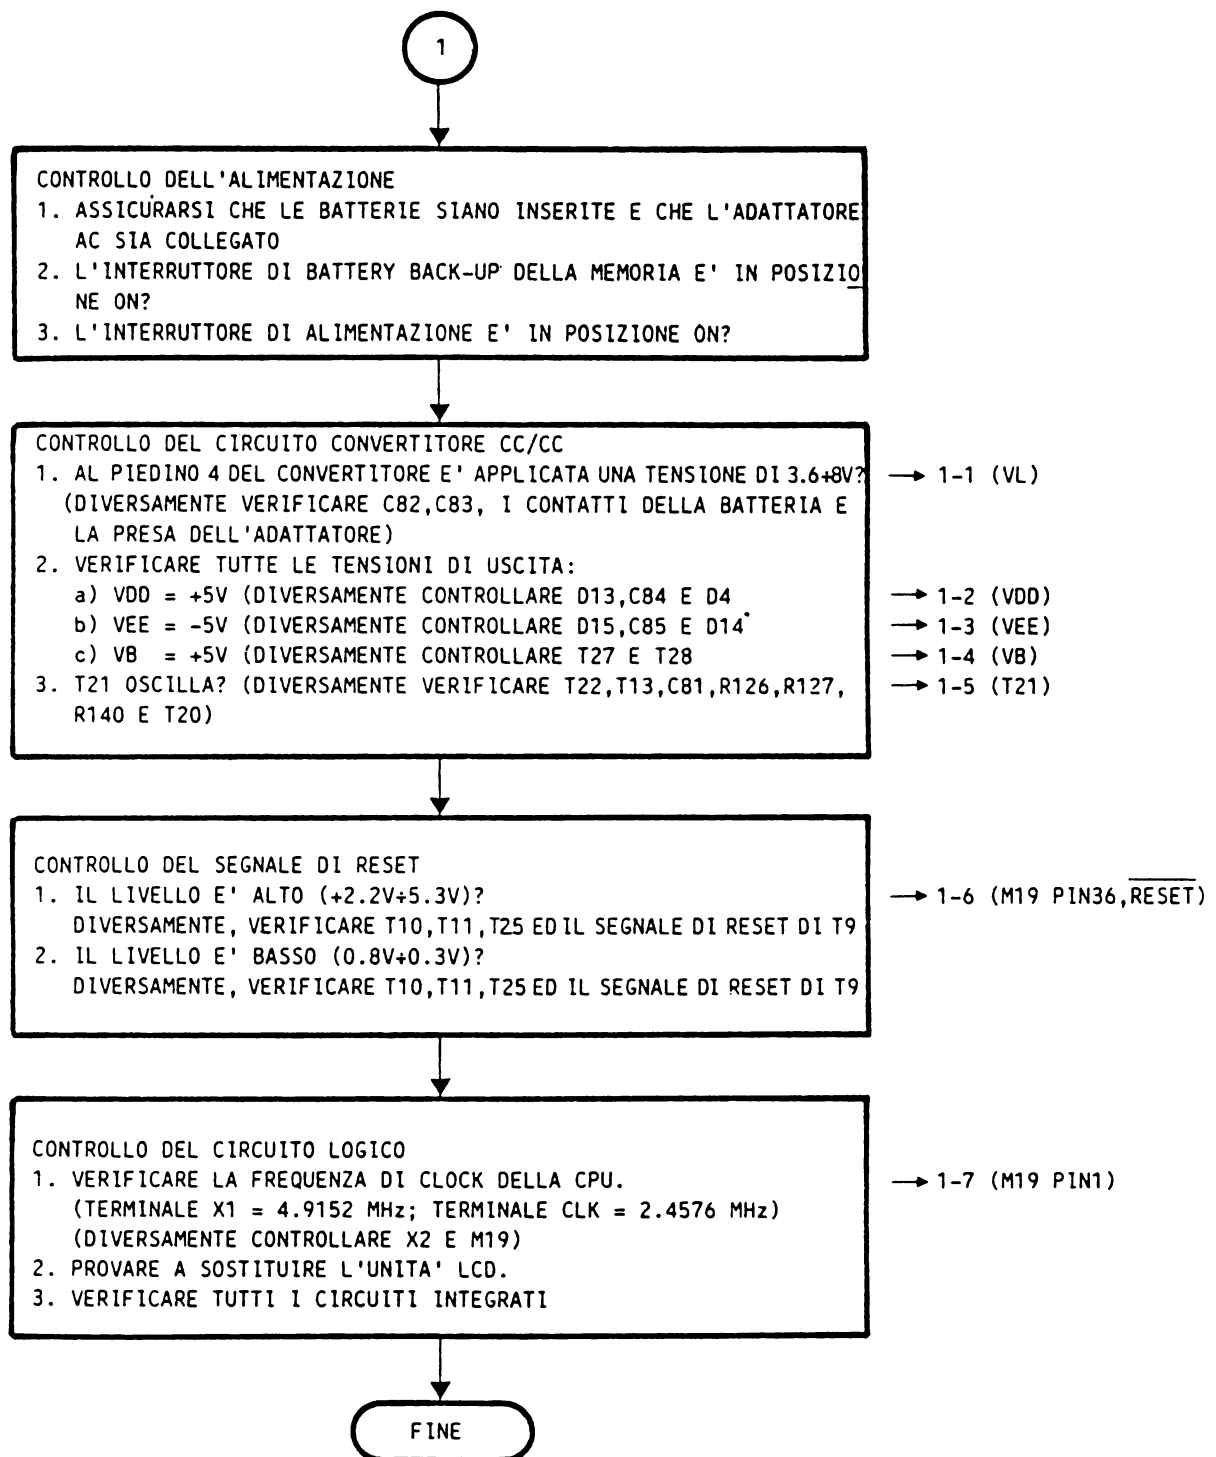 1
CONTROLLO DELL'ALIMENTAZIONE
1. ASSICURARSI CHE LE BATTERIE SIANO INSERITE E CHE L'ADATTATORE
AC SIA COLLEGATO
2. L'INTERRUTTORE DI BATTERY BACK-UP DELLA MEMORIA E' IN POSIZIO
NE ON?
3. L'INTERRUTTORE DI ALIMENTAZIONE E' IN POSIZIONE ON?
CONTROLLO DEL CIRCUITO CONVERTITORE CC/CC
1. AL PIEDINO 4 DEL CONVERTITORE E' APPLICATA UNA TENSIONE DI 3.6÷8V? → 1-1 (VL)
(DIVERSAMENTE VERIFICARE C82,C83, I CONTATTI DELLA BATTERIA E
LA PRESA DELL'ADATTATORE)
2. VERIFICARE TUTTE LE TENSIONI DI USCITA:
a) VDD = +5V (DIVERSAMENTE CONTROLLARE D13,C84 E D4 → 1-2 (VDD)
b) VEE = -5V (DIVERSAMENTE CONTROLLARE D15,C85 E D14 → 1-3 (VEE)
c) VB = +5V (DIVERSAMENTE CONTROLLARE T27 E T28 → 1-4 (VB)
3. T21 OSCILLA? (DIVERSAMENTE VERIFICARE T22,T13,C81,R126,R127, → 1-5 (T21)
R140 E T20)
CONTROLLO DEL SEGNALE DI RESET
1. IL LIVELLO E' ALTO (+2.2V÷5.3V)? → 1-6 (M19 PIN36,RESET)
DIVERSAMENTE, VERIFICARE T10,T11,T25 ED IL SEGNALE DI RESET DI T9
2. IL LIVELLO E' BASSO (0.8V÷0.3V)?
DIVERSAMENTE, VERIFICARE T10,T11,T25 ED IL SEGNALE DI RESET DI T9
CONTROLLO DEL CIRCUITO LOGICO
1. VERIFICARE LA FREQUENZA DI CLOCK DELLA CPU. → 1-7 (M19 PIN1)
(TERMINALE X1 = 4.9152 MHz; TERMINALE CLK = 2.4576 MHz)
(DIVERSAMENTE CONTROLLARE X2 E M19)
2. PROVARE A SOSTITUIRE L'UNITA' LCD.
3. VERIFICARE TUTTI I CIRCUITI INTEGRATI
FINE